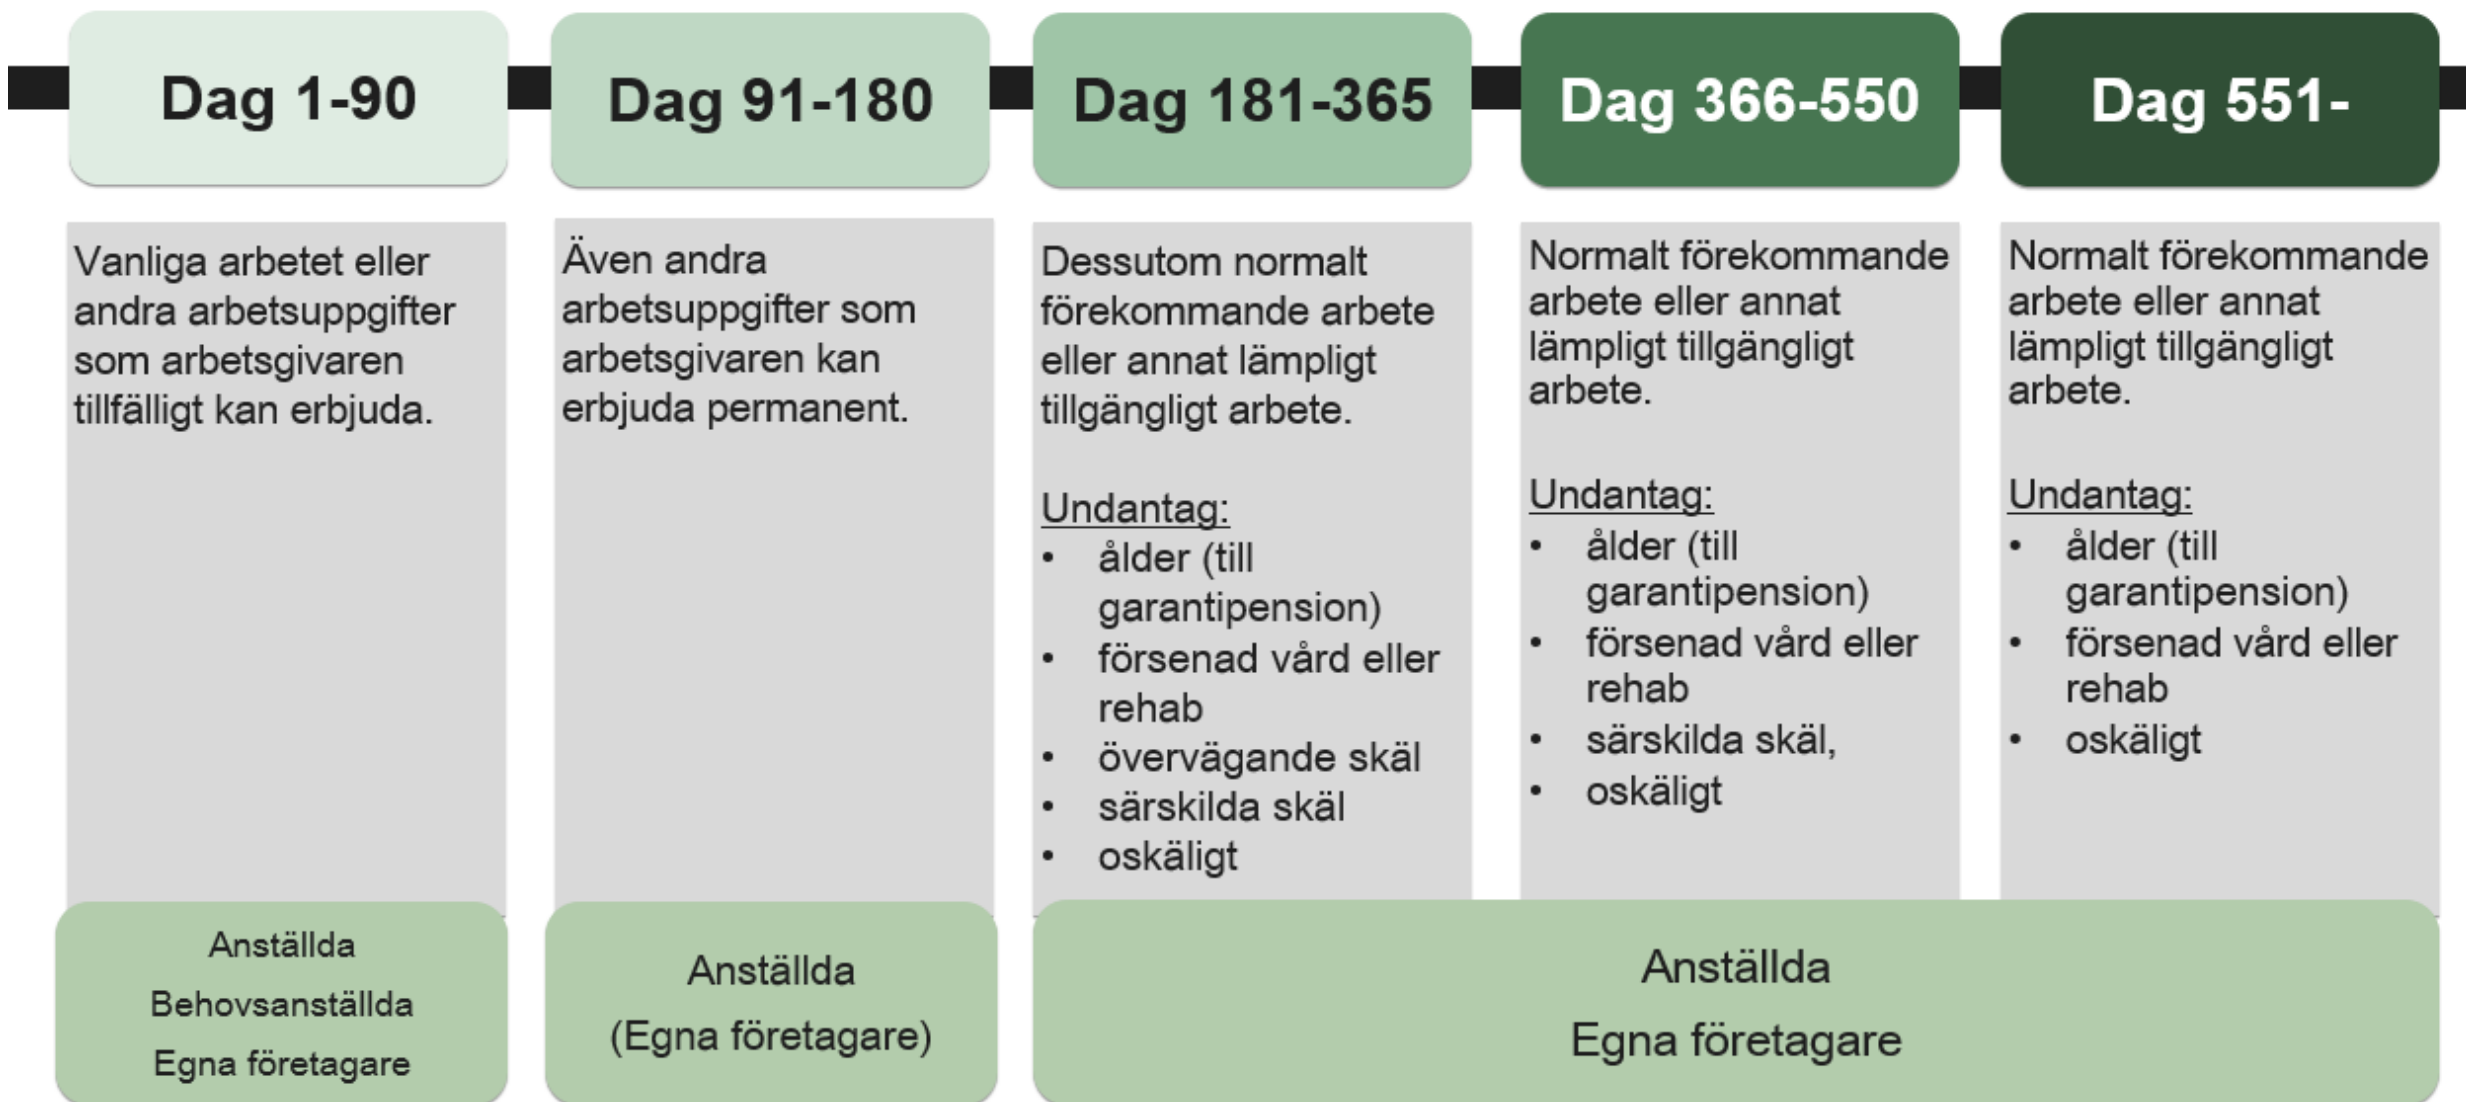 Dag 1-90
Dag 91-180
Dag 181-365
Dag 366-550
Dag 551-
Vanliga arbetet eller
andra arbetsuppgifter
som arbetsgivaren
tillfälligt kan erbjuda.
Även andra
arbetsuppgifter som
arbetsgivaren kan
erbjuda permanent.
Dessutom normalt
förekommande arbete
eller annat lämpligt
tillgängligt arbete.
Undantag:
• ålder (till
garantipension)
• försenad vård eller
rehab
• övervägande skäl
• särskilda skäl
• oskäligt
Normalt förekommande
arbete eller annat
lämpligt tillgängligt
arbete.
Undantag:
• ålder (till
garantipension)
• försenad vård eller
rehab
• särskilda skäl,
• oskäligt
Normalt förekommande
arbete eller annat
lämpligt tillgängligt
arbete.
Undantag:
• ålder (till
garantipension)
• försenad vård eller
rehab
• oskäligt
Anställda
Behovsanställda
Egna företagare
Anställda
(Egna företagare)
Anställda
Egna företagare